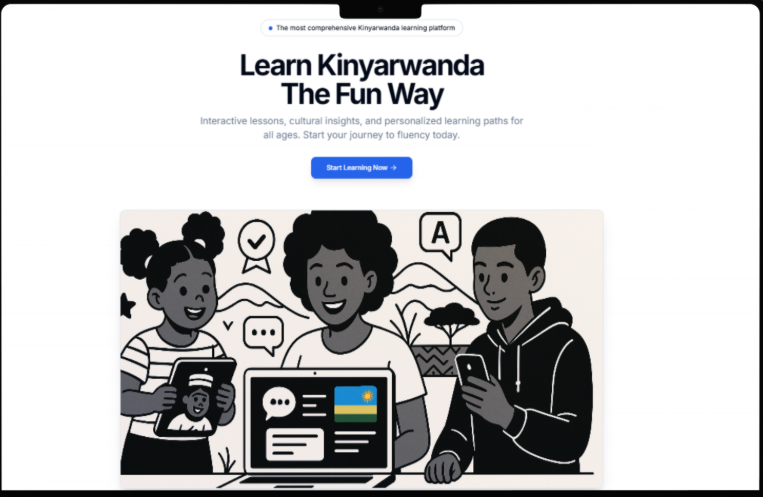 The most comprehensive Kinyarwanda learning platform
Learn Kinyarwanda
The Fun Way
Interactive lessons, cultural insights, and personalized learning paths for
all ages. Start your journey to fluency today.
Start Learning Now →
A